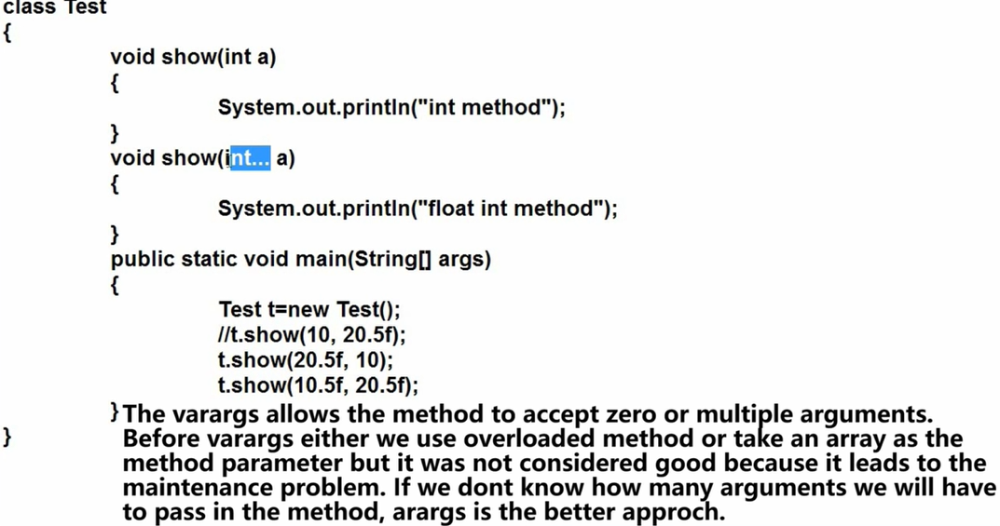 class Test
{
void show(int a)
{
System.out.println("int method");
}
void show(int... a)
{
System.out.println("float int method");
}
public static void main(String[] args)
{
Test t=new Test();
//t.show(10, 20.5f);
t.show(20.5f, 10);
t.show(10.5f, 20.5f);
}
The varargs allows the method to accept zero or multiple arguments.
}
Before varargs either we use overloaded method or take an array as the
method parameter but it was not considered good because it leads to the
maintenance problem. If we dont know how many arguments we will have
to pass in the method, arargs is the better approch.